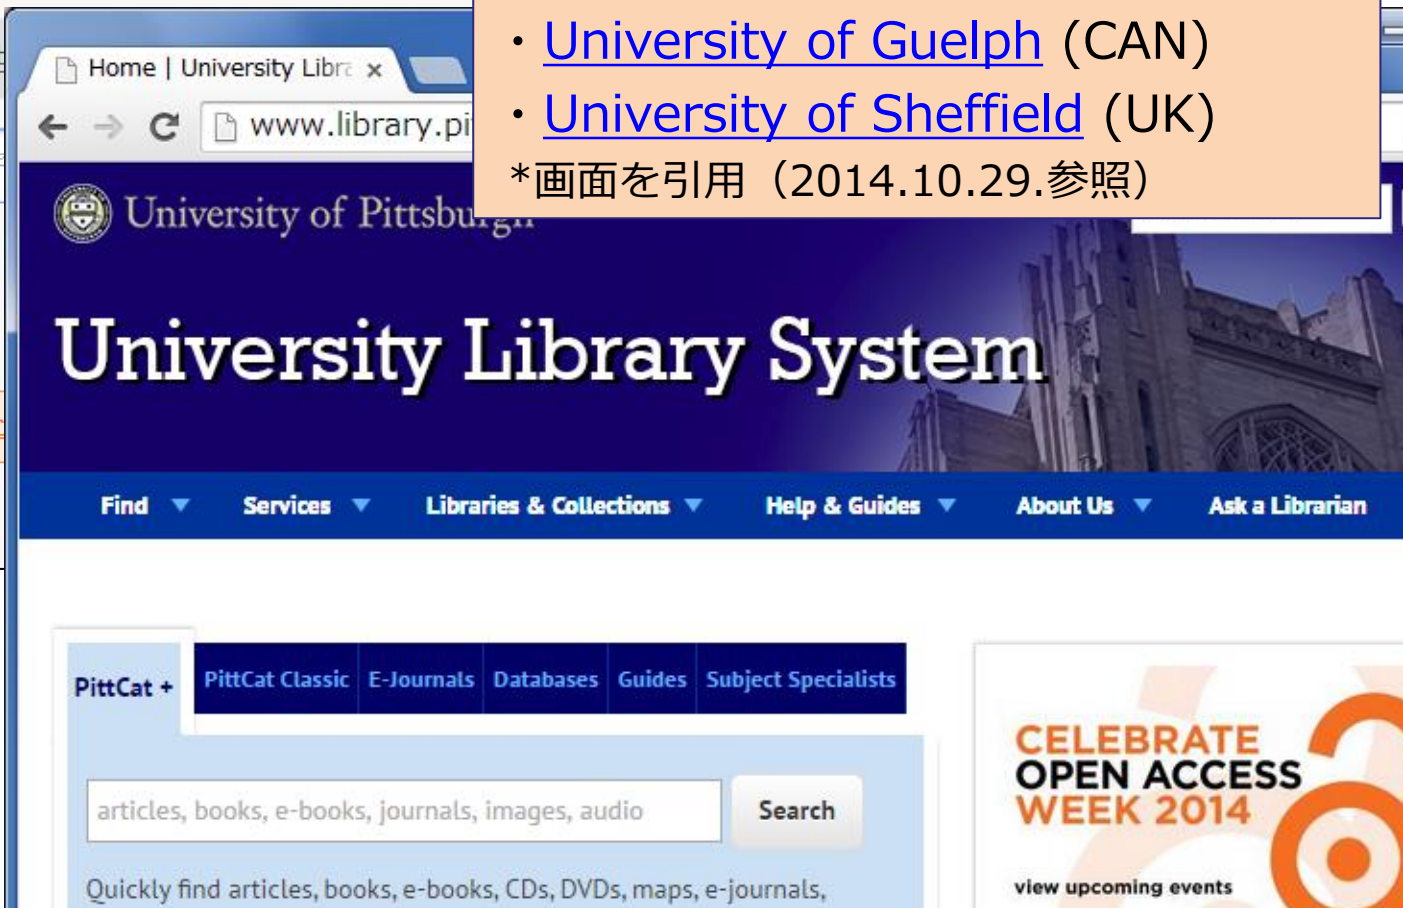 ・University of Guelph (CAN)
・University of Sheffield (UK)
*画面を引用（2014.10.29.参照）
Home | University Libra
www.library.pi
University of Pittsburgh
University Library System
Find Services Libraries & Collections Help & Guides About Us Ask a Librarian
PittCat + PittCat Classic E-Journals Databases Guides Subject Specialists
articles, books, e-books, journals, images, audio Search
Quickly find articles, books, e-books, CDs, DVDs, maps, e-journals,
CELEBRATE
OPEN ACCESS
WEEK 2014
view upcoming events